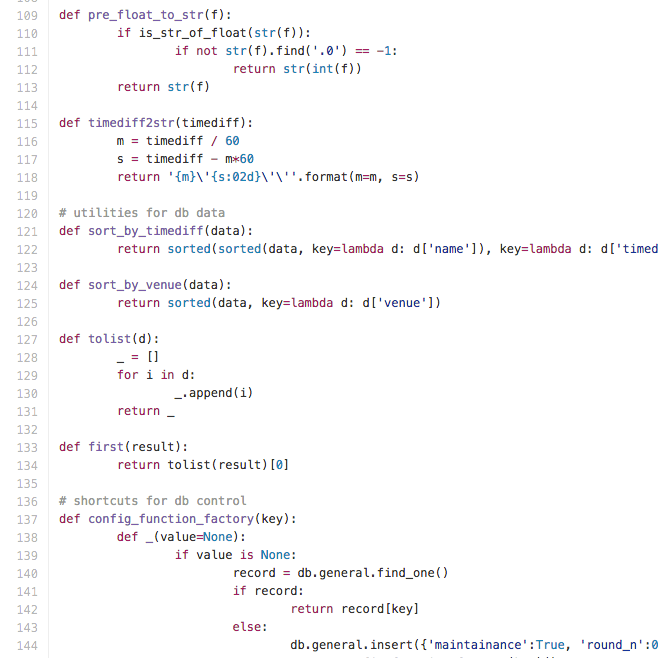 109 def pre_float_to_str(f):
110 if is_str_of_float(str(f)):
111 if not str(f).find('.0') == -1:
112 return str(int(f))
113 return str(f)
114
115 def timediff2str(timediff):
116 m = timediff / 60
117 s = timediff - m*60
118 return '{m}\'{s:02d}\'\''.format(m=m, s=s)
119
120 # utilities for db data
121 def sort_by_timediff(data):
122 return sorted(sorted(data, key=lambda d: d['name']), key=lambda d: d['timed
123
124 def sort_by_venue(data):
125 return sorted(data, key=lambda d: d['venue'])
126
127 def tolist(d):
128 _ = []
129 for i in d:
130 _.append(i)
131 return _
132
133 def first(result):
134 return tolist(result)[0]
135
136 # shortcuts for db control
137 def config_function_factory(key):
138 def _(value=None):
139 if value is None:
140 record = db.general.find_one()
141 if record:
142 return record[key]
143 else:
144 db.general.insert({'maintainance':True, 'round_n':0